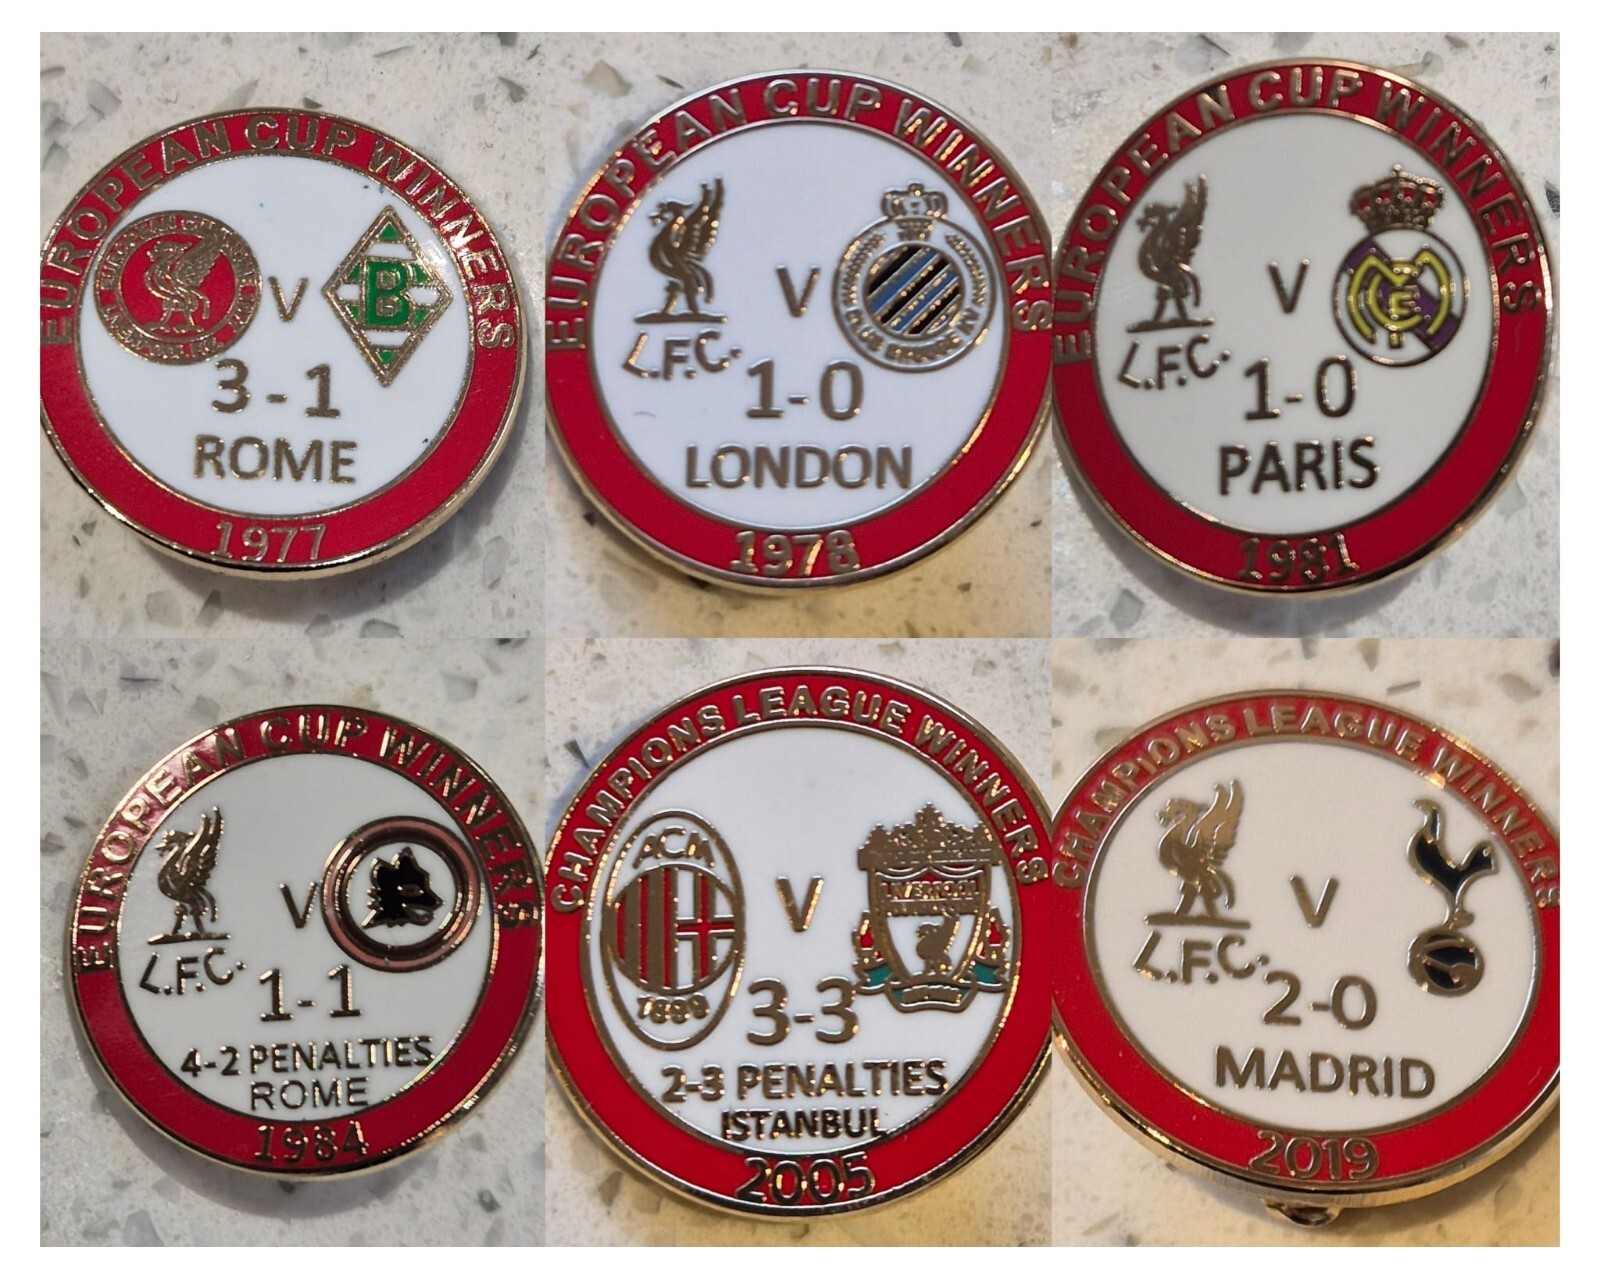 EUROPEAN CUP WINNERS
V
B
3-1
ROME
1977
EUROPEAN CUP WINNERS
V
L.F.C.
1-0
LONDON
1978
EUROPEAN CUP WINNERS
V
L.F.C.
1-0
PARIS
1981
EUROPEAN CUP WINNERS
V
L.F.C.
1-1
4-2 PENALTIES
ROME
1984
CHAMPIONS LEAGUE WINNERS
ACM
LIVERPOOL
V
1899
3-3
2-3 PENALTIES
ISTANBUL
2005
CHAMPIONS LEAGUE WINNERS
V
L.F.C.
2-0
MADRID
2019